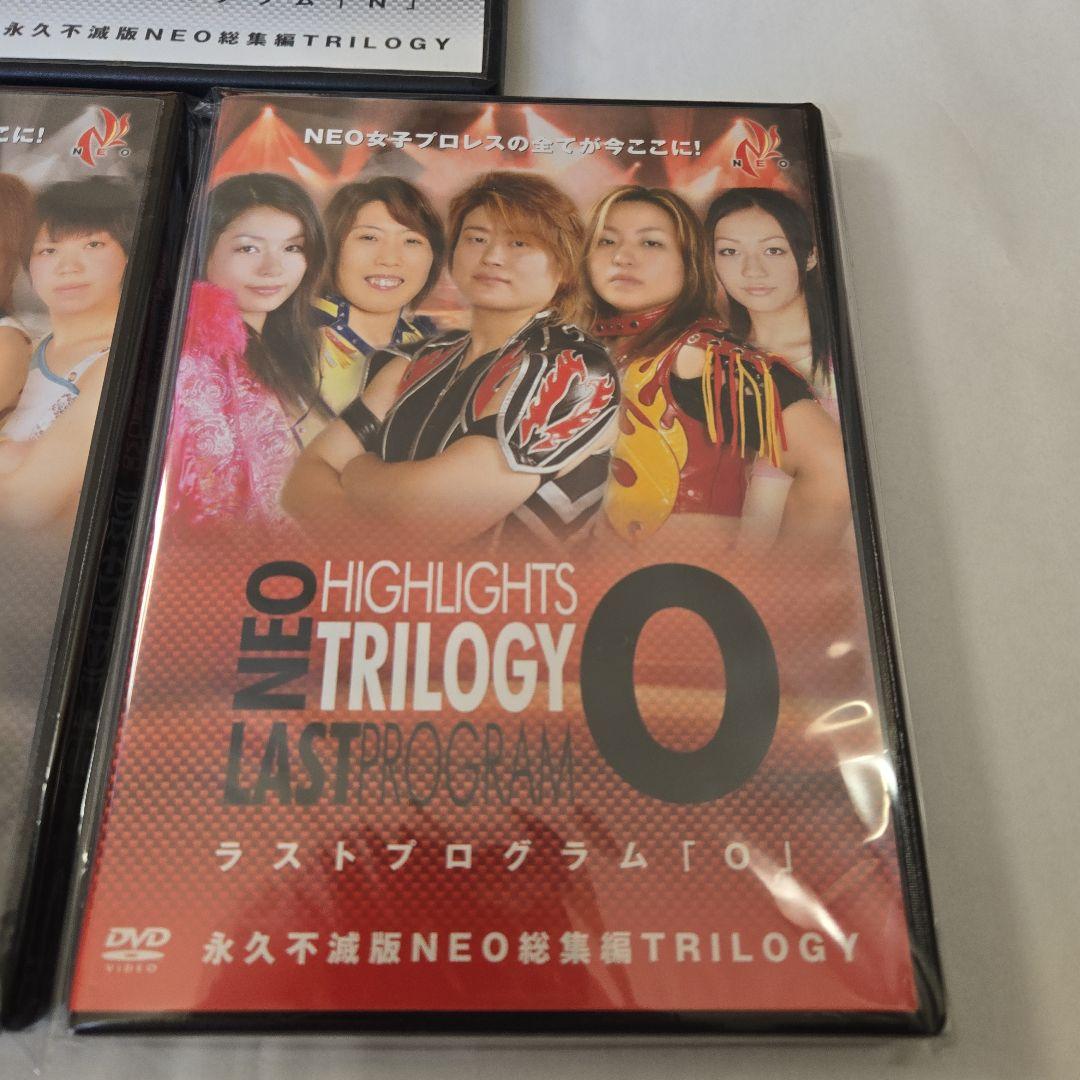 ム「N」
永久不滅版NEO総集編TRILOGY
こに!
NEO
NEO女子プロレスの全てが今ここに!
NEO
NEO
HIGHLIGHTS
TRILOGY
LASTPROGRAM
O
ラストプログラム「O」
DVD
VIDEO
永久不滅版NEO総集編TRILOGY